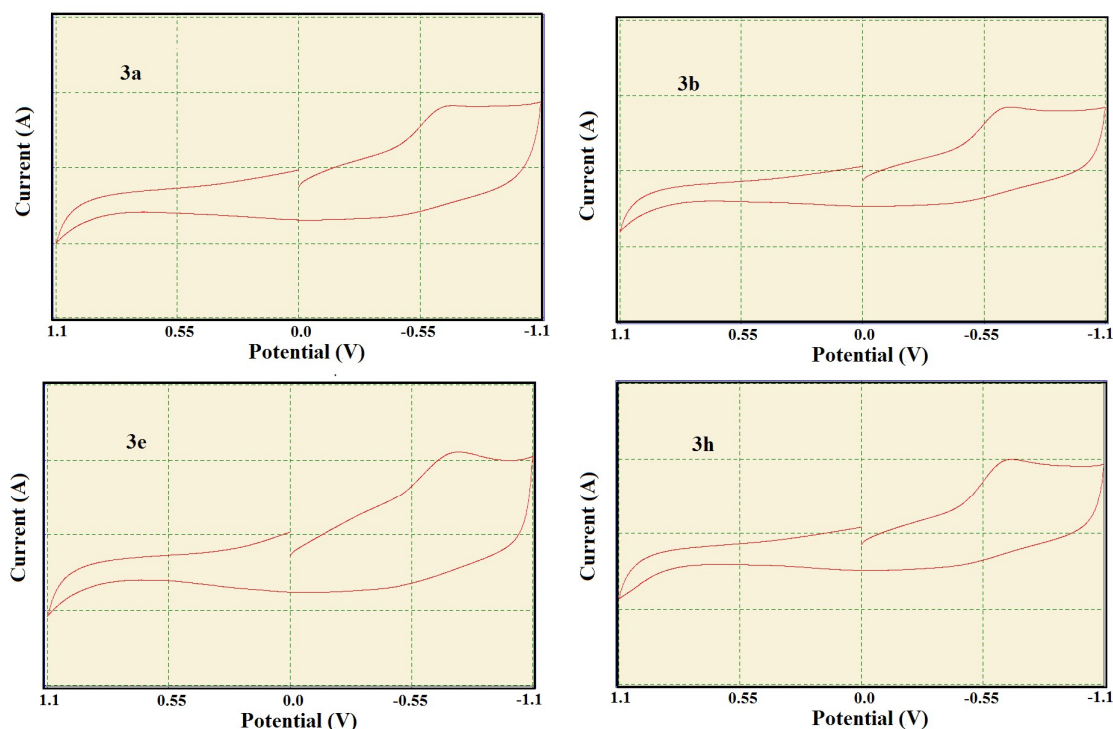 3a
Current (A)
1.1 0.55 0.0 -0.55 -1.1
Potential (V)
3b
Current (A)
1.1 0.55 0.0 -0.55 -1.1
Potential (V)
3e
Current (A)
1.1 0.55 0.0 -0.55 -1.1
Potential (V)
3h
Current (A)
1.1 0.55 0.0 -0.55 -1.1
Potential (V)